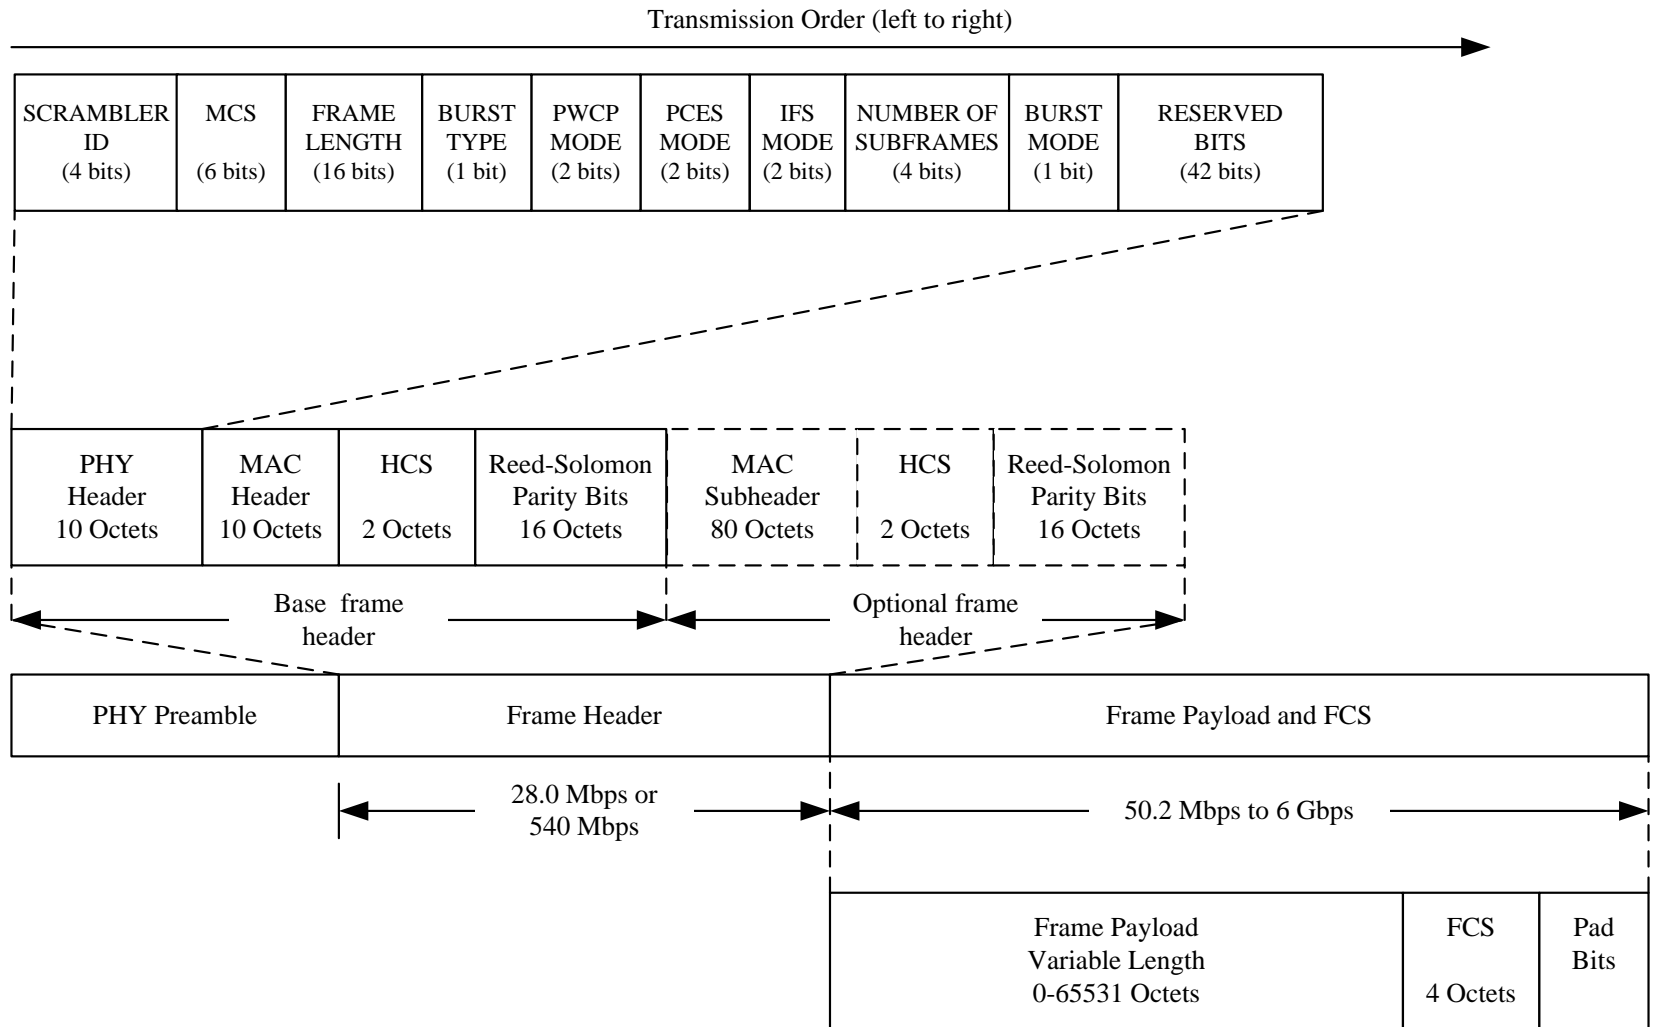 Transmission Order (left to right)
SCRAMBLER
ID
(4 bits)
MCS
(6 bits)
FRAME
LENGTH
(16 bits)
BURST
TYPE
(1 bit)
PWCP
MODE
(2 bits)
PCES
MODE
(2 bits)
IFS
MODE
(2 bits)
NUMBER OF
SUBFRAMES
(4 bits)
BURST
MODE
(1 bit)
RESERVED
BITS
(42 bits)
PHY
Header
10 Octets
MAC
Header
10 Octets
HCS
2 Octets
Reed-Solomon
Parity Bits
16 Octets
MAC
Subheader
80 Octets
HCS
2 Octets
Reed-Solomon
Parity Bits
16 Octets
Base frame
header
Optional frame
header
PHY Preamble
Frame Header
Frame Payload and FCS
28.0 Mbps or
540 Mbps
50.2 Mbps to 6 Gbps
Frame Payload
Variable Length
0-65531 Octets
FCS
4 Octets
Pad
Bits